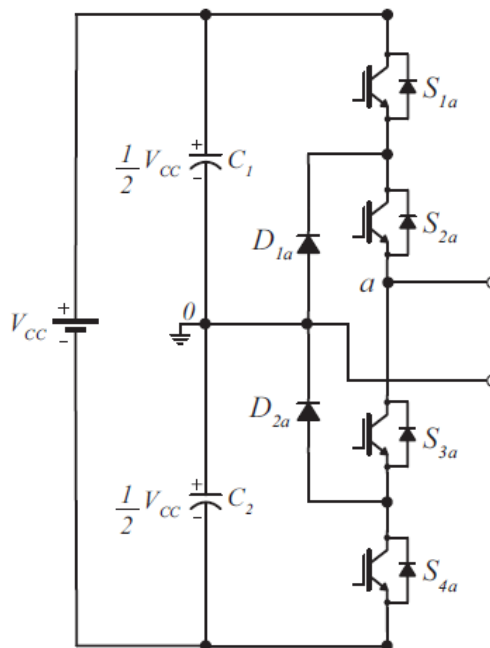 +
S1a
1/2 VCC
+
-
C1
S2a
D1a
a
+
VCC
-
0
D2a
S3a
1/2 VCC
+
-
C2
S4a